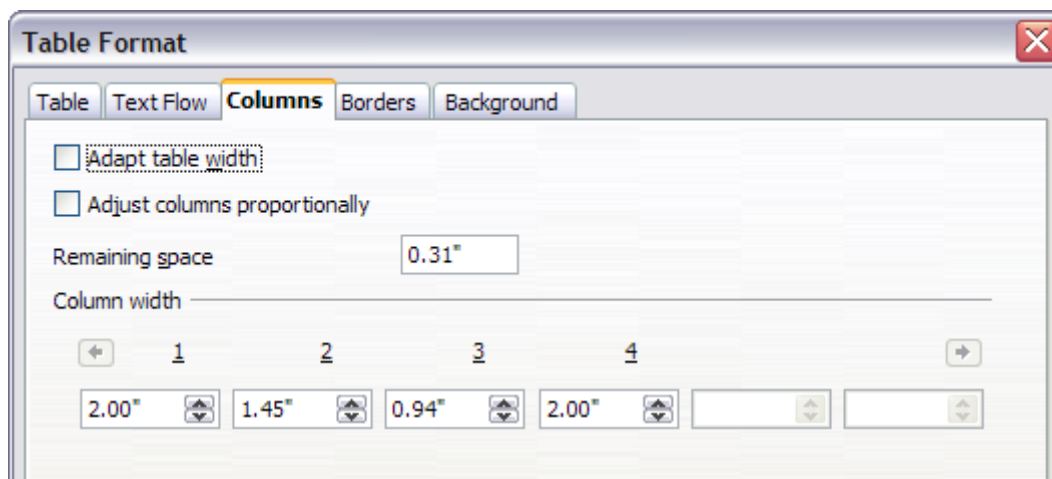 Table Format
Table Text Flow Columns Borders Background
Adapt table width
Adjust columns proportionally
Remaining space 0.31"
Column width
1 2 3 4
2.00" 1.45" 0.94" 2.00"